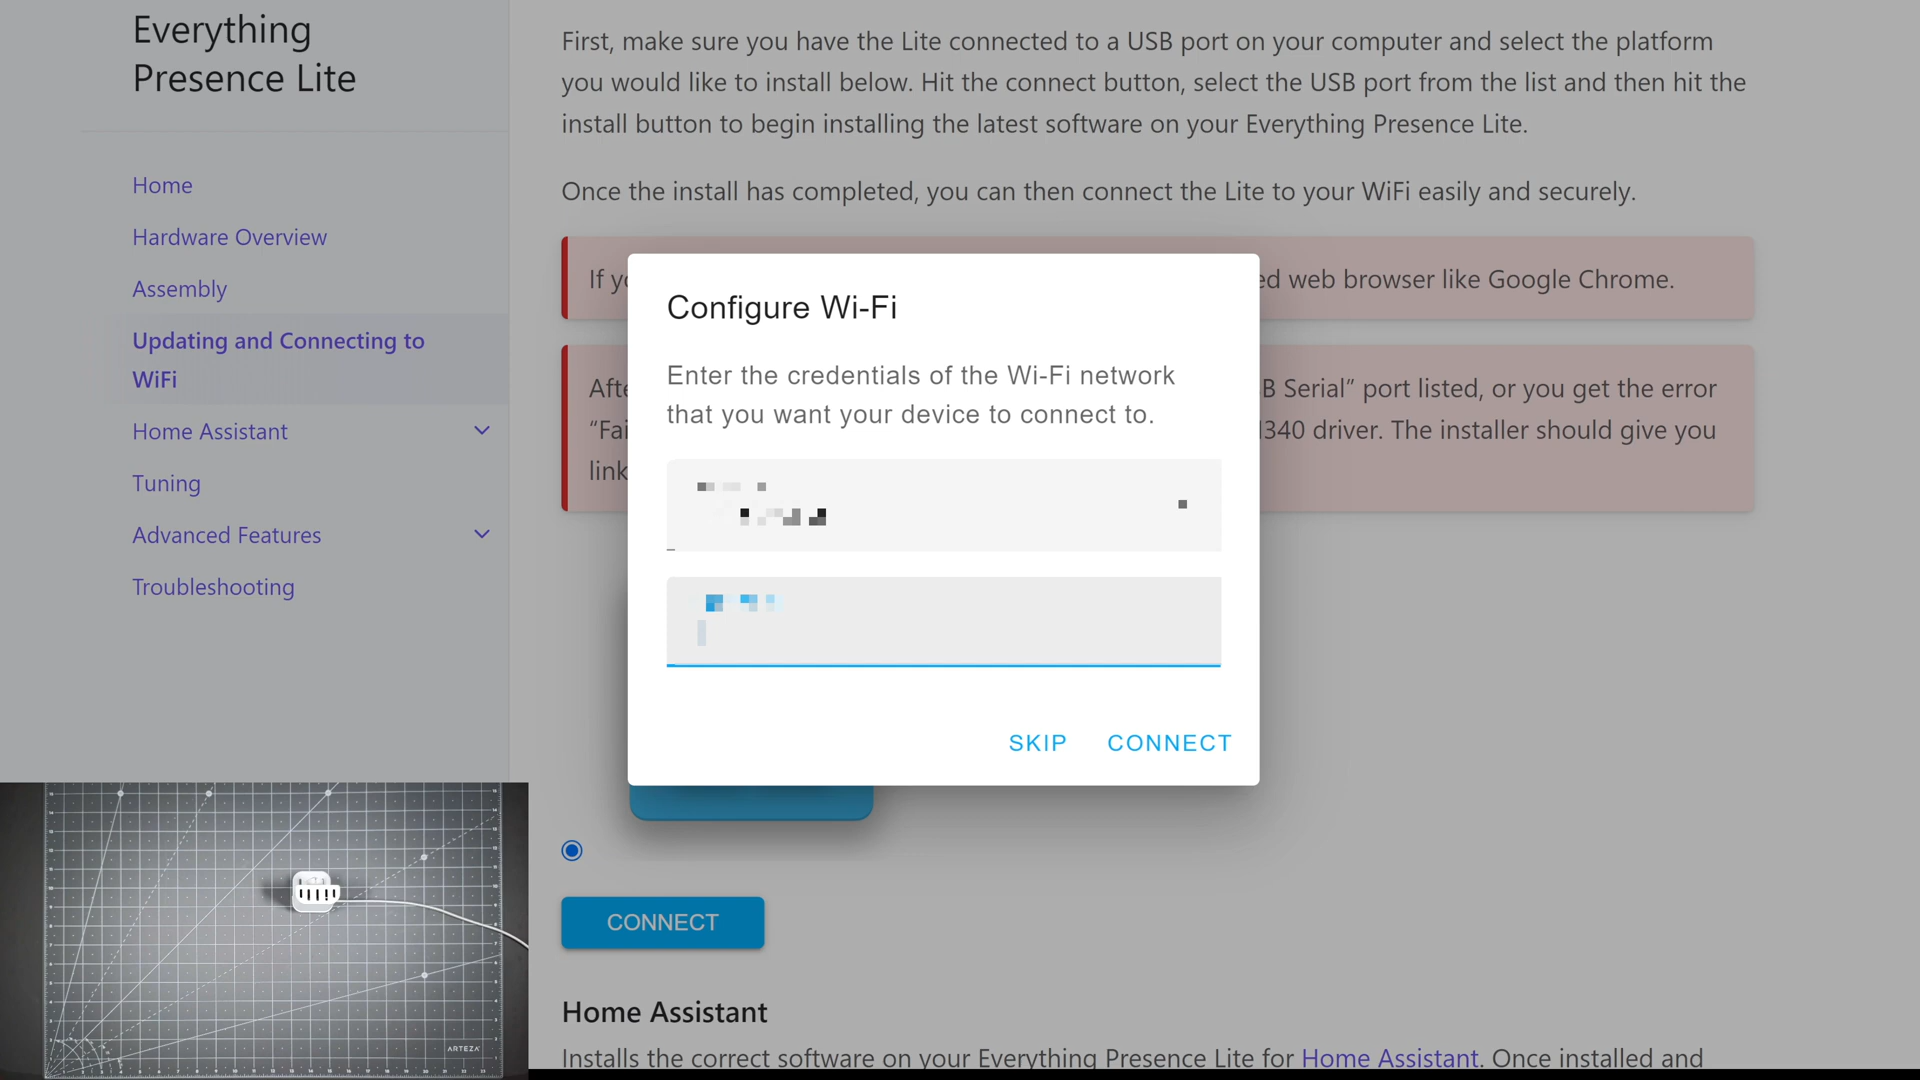 Everything
Presence Lite
Home
Hardware Overview
Assembly
Updating and Connecting to
WiFi
Home Assistant
Tuning
Advanced Features
Troubleshooting
First, make sure you have the Lite connected to a USB port on your computer and select the platform
you would like to install below. Hit the connect button, select the USB port from the list and then hit the
install button to begin installing the latest software on your Everything Presence Lite.
Once the install has completed, you can then connect the Lite to your WiFi easily and securely.
If web browser like Google Chrome.
Serial” port listed, or you get the error
driver. The installer should give you
Configure Wi-Fi
Enter the credentials of the Wi-Fi network
that you want your device to connect to.
SKIP CONNECT
CONNECT
Home Assistant
Installs the correct software on your Everything Presence Lite for Home Assistant. Once installed and
ARTEZA